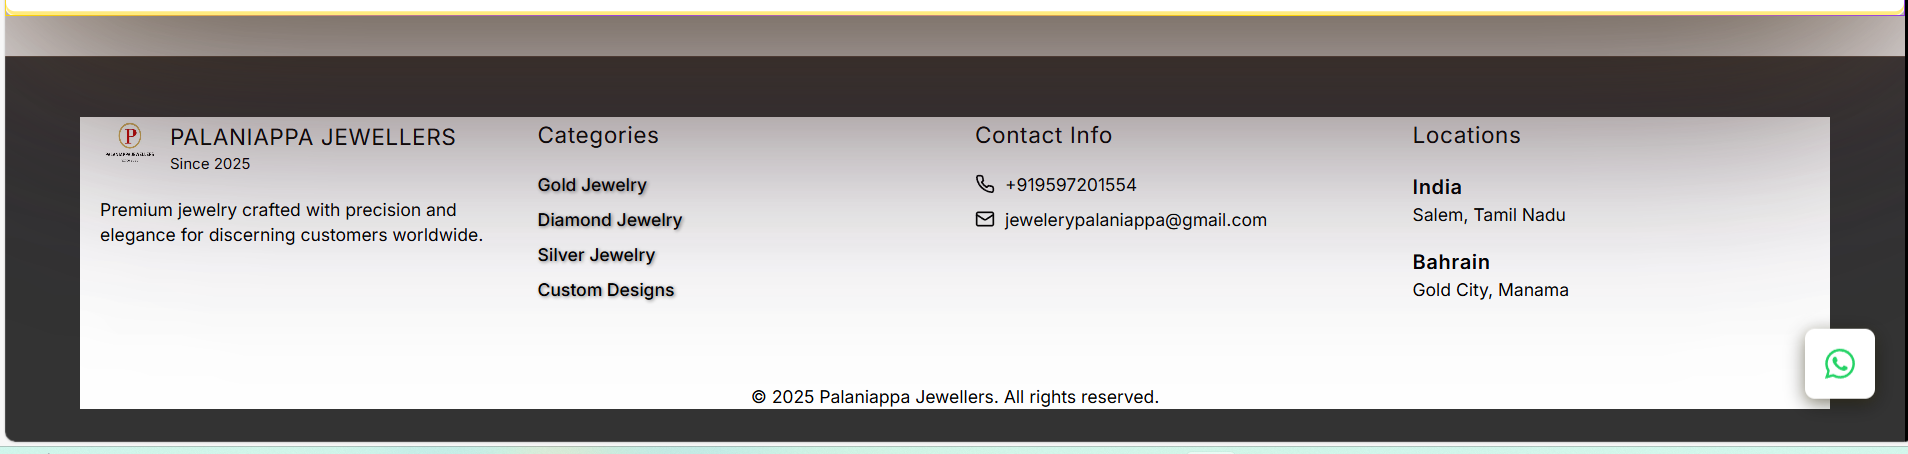 P
PALANIAPPA JEWELLERS
PALANIAPPA JEWELLERS
Since 2025
Premium jewelry crafted with precision and
elegance for discerning customers worldwide.
Categories
Gold Jewelry
Diamond Jewelry
Silver Jewelry
Custom Designs
Contact Info
+919597201554
jewelerypalaniappa@gmail.com
Locations
India
Salem, Tamil Nadu
Bahrain
Gold City, Manama
© 2025 Palaniappa Jewellers. All rights reserved.